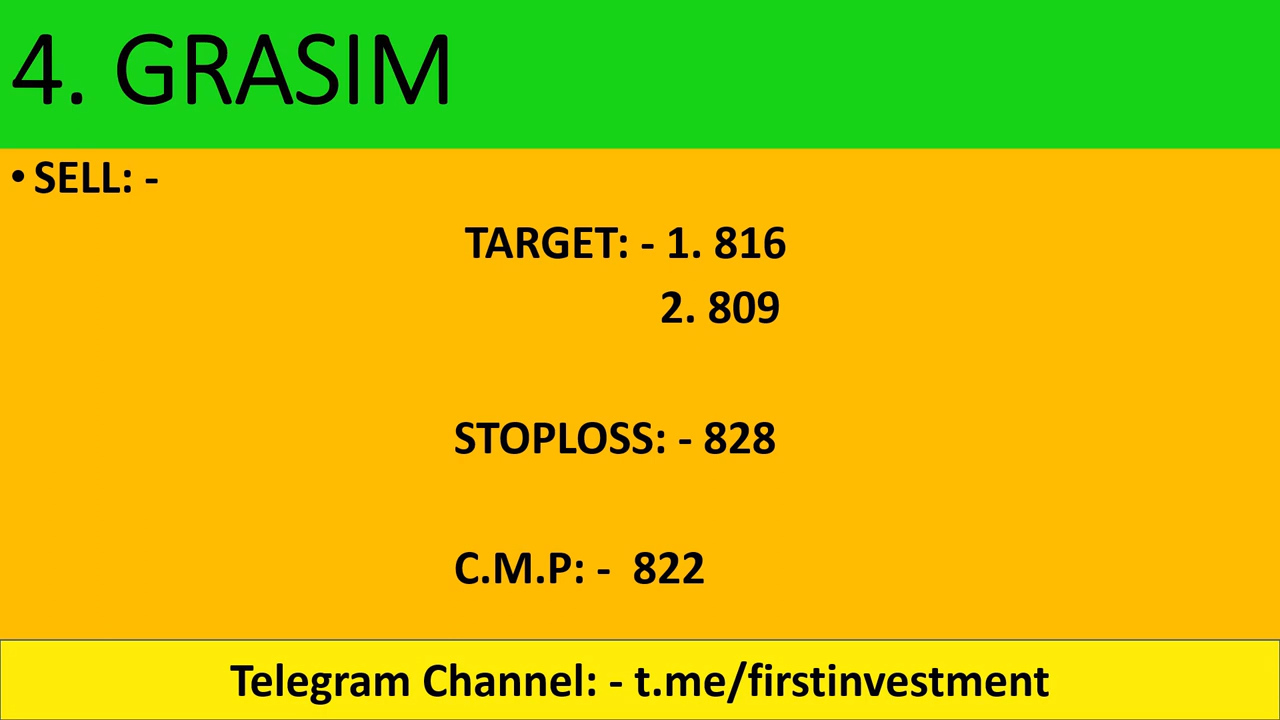 4. GRASIM
• SELL: -
TARGET: - 1. 816
2. 809
STOPLOSS: - 828
C.M.P: - 822
Telegram Channel: - t.me/firstinvestment